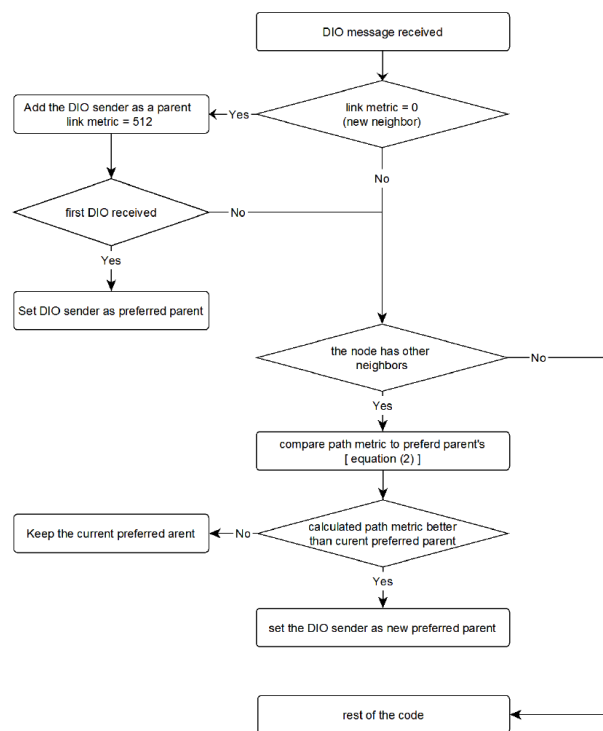 DIO message received
link metric = 0
(new neighbor)
Yes
Add the DIO sender as a parent
link metric = 512
No
first DIO received
No
Yes
Set DIO sender as preferred parent
the node has other
neighbors
No
Yes
compare path metric to preferd parent's
[ equation (2) ]
calculated path metric better
than curent preferred parent
No
Keep the current preferred arent
Yes
set the DIO sender as new preferred parent
rest of the code